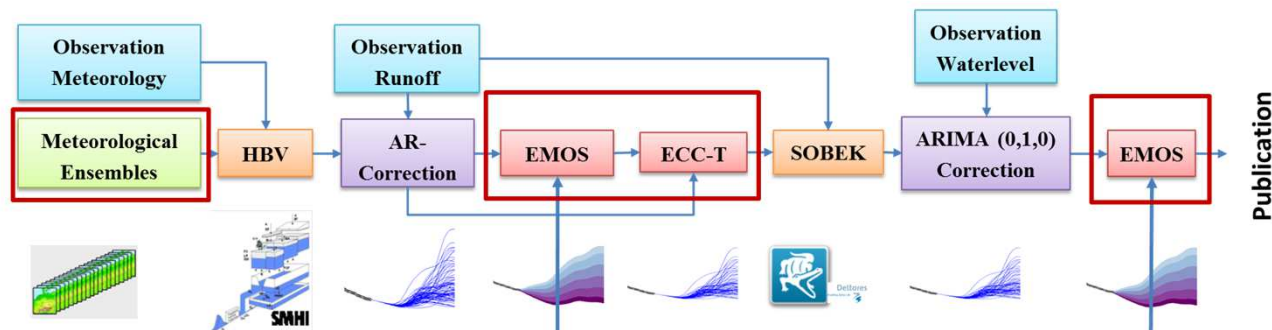 Observation
Meteorology
Observation
Runoff
Observation
Waterlevel
Meteorological
Ensembles
HBV
AR-
Correction
EMOS
ECC-T
SOBEK
ARIMA (0,1,0)
Correction
EMOS
Publication
SMHI
Deltares